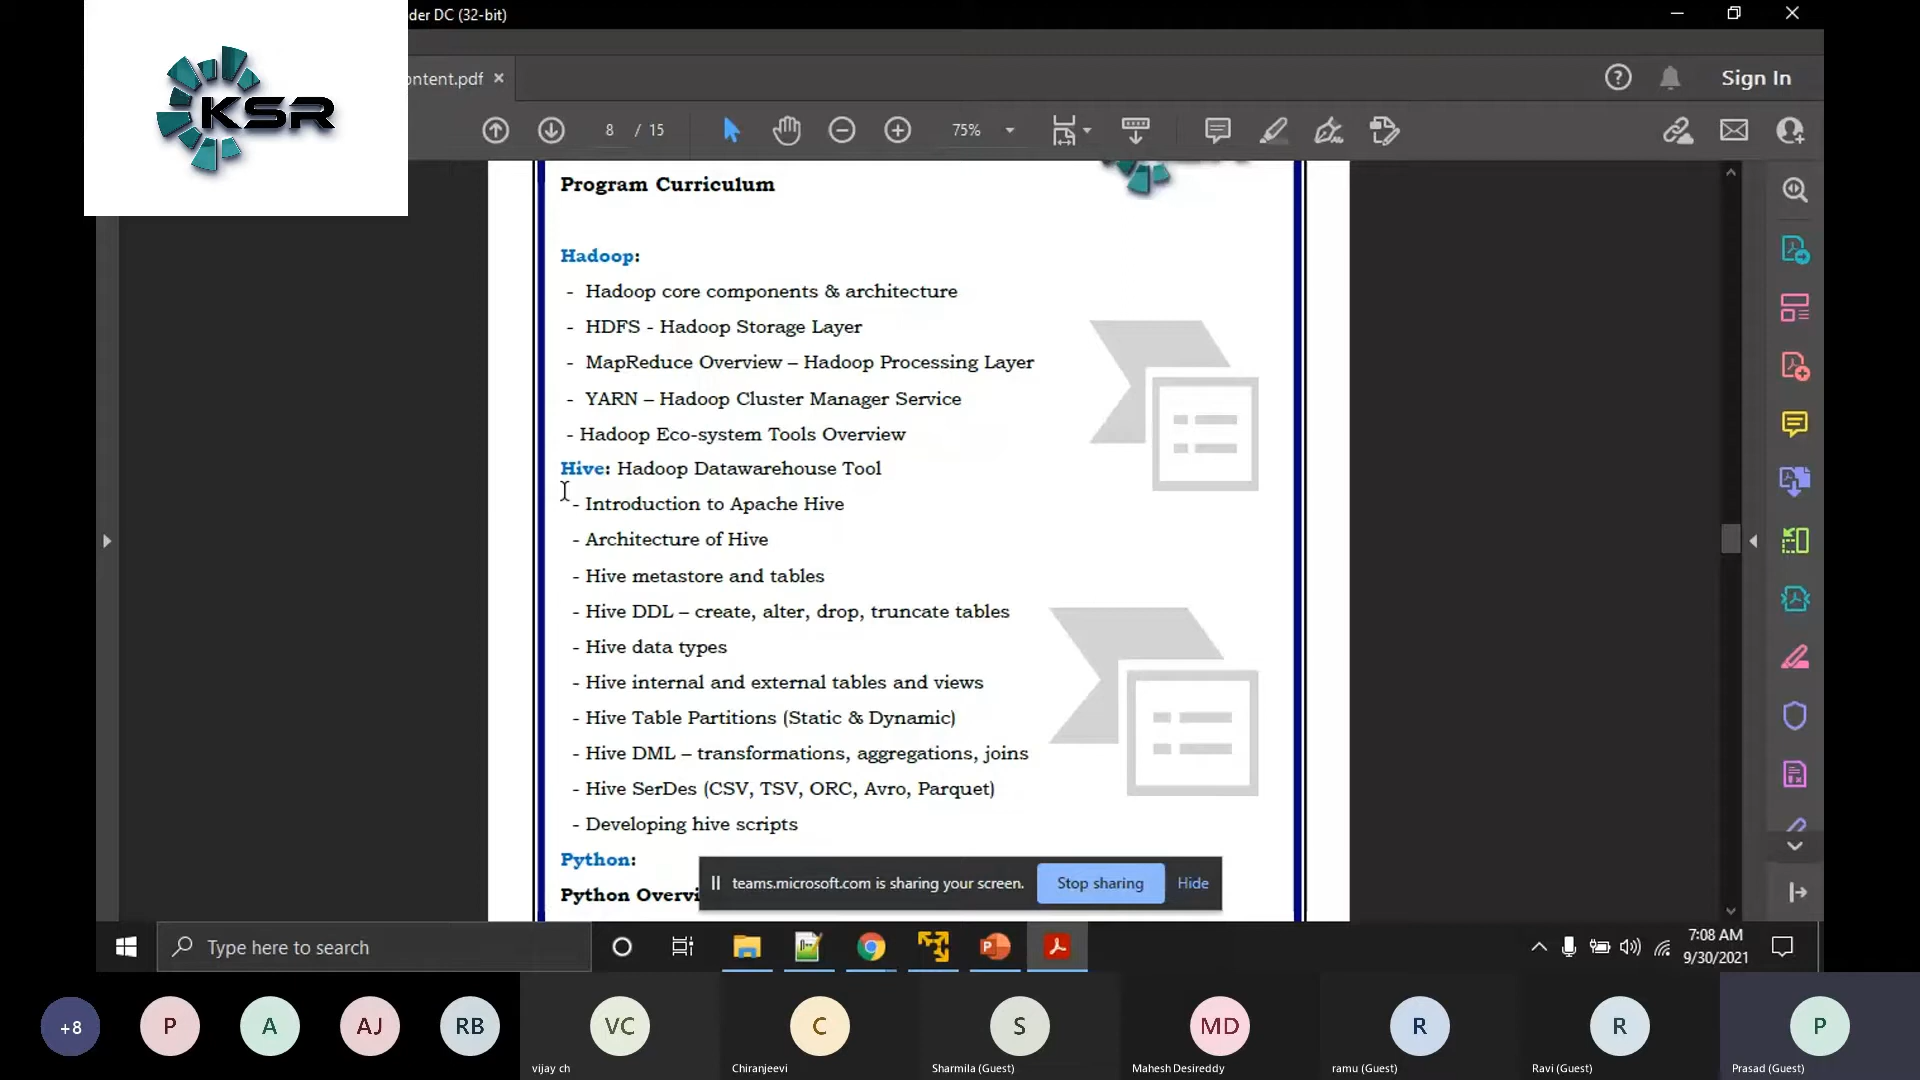 der DC (32-bit)
KSR
ontent.pdf
Sign In
8 / 15
75%
Program Curriculum
Hadoop:
- Hadoop core components & architecture
- HDFS - Hadoop Storage Layer
- MapReduce Overview – Hadoop Processing Layer
- YARN – Hadoop Cluster Manager Service
- Hadoop Eco-system Tools Overview
Hive: Hadoop Datawarehouse Tool
- Introduction to Apache Hive
- Architecture of Hive
- Hive metastore and tables
- Hive DDL – create, alter, drop, truncate tables
- Hive data types
- Hive internal and external tables and views
- Hive Table Partitions (Static & Dynamic)
- Hive DML – transformations, aggregations, joins
- Hive SerDes (CSV, TSV, ORC, Avro, Parquet)
- Developing hive scripts
Python:
Python Overvi
teams.microsoft.com is sharing your screen. Stop sharing Hide
Type here to search
7:08 AM
9/30/2021
+8 P A AJ RB VC C S MD R R P
vijay ch Chiranjeevi Sharmila (Guest) Mahesh Desireddy ramu (Guest) Ravi (Guest) Prasad (Guest)